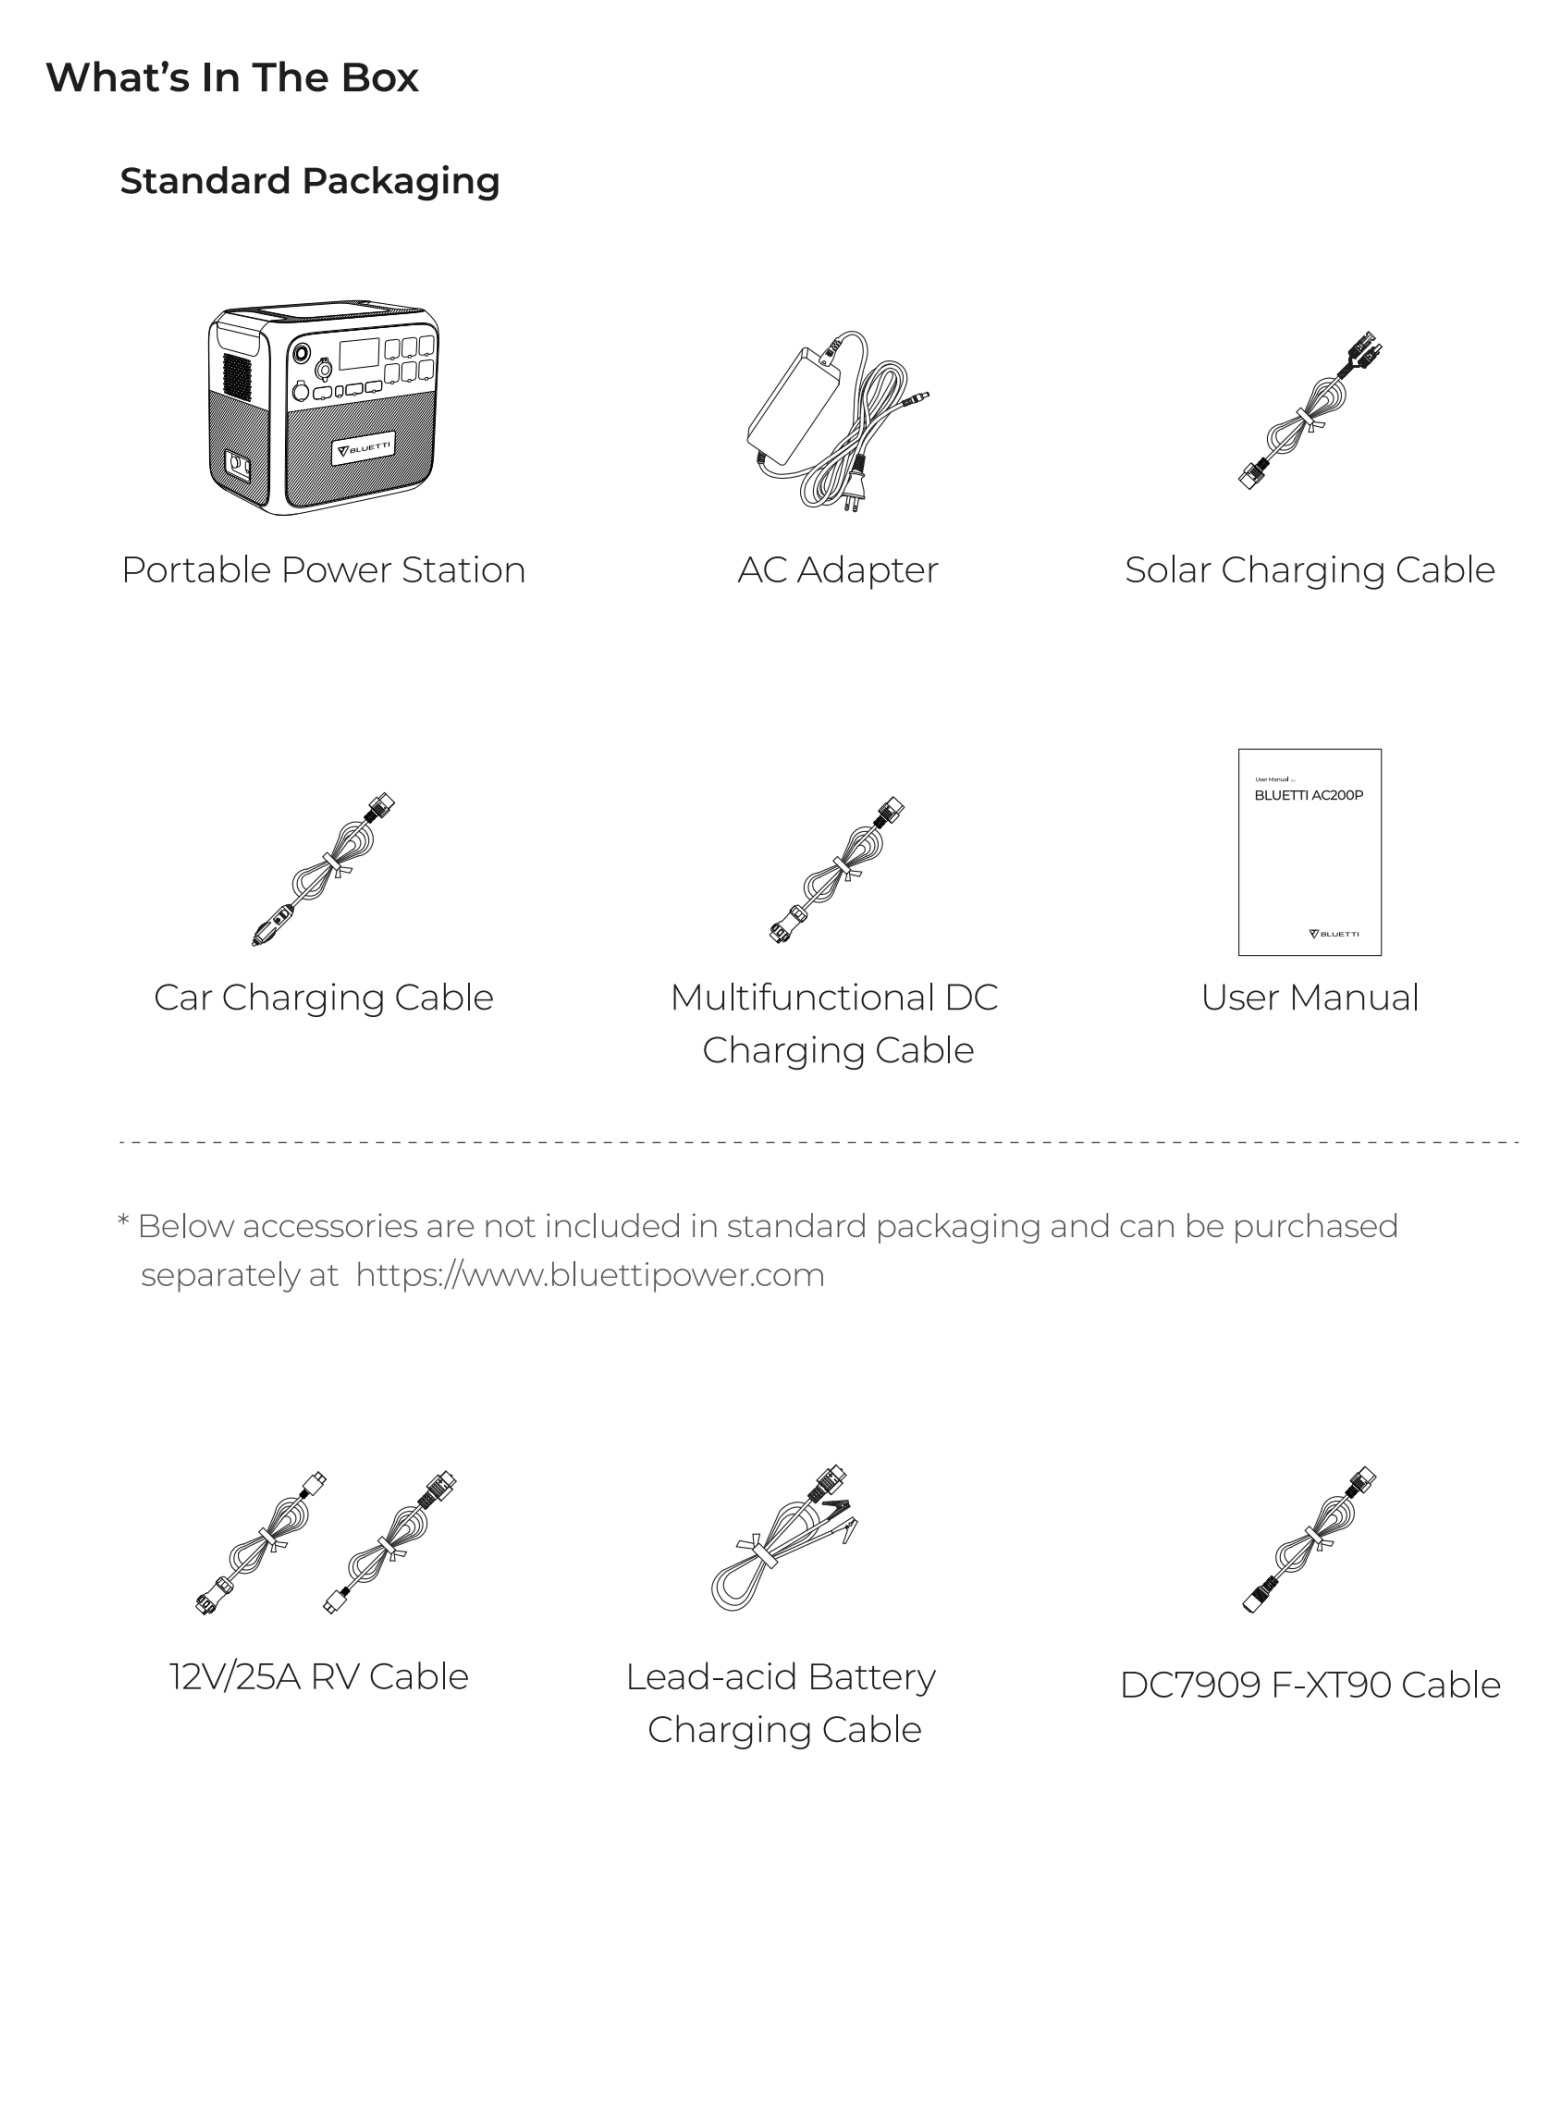 What's In The Box
Standard Packaging
BLUETTI
Portable Power Station
AC Adapter
Solar Charging Cable
User Manual
BLUETTI AC200P
BLUETTI
Car Charging Cable
Multifunctional DC
Charging Cable
User Manual
* Below accessories are not included in standard packaging and can be purchased
separately at https://www.bluettipower.com
12V/25A RV Cable
Lead-acid Battery
Charging Cable
DC7909 F-XT90 Cable